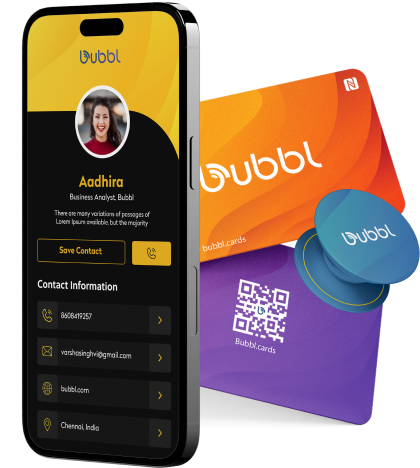 bubbl
Aadhira
Business Analyst, Bubbl
There are many variations of passages of
Lorem Ipsum available, but the majority
Save Contact
Contact Information
8608419257
varshasinghvi@gmail.com
bubbl.com
Chennai, India
N
bubbl
bubbl.cards
bubbl
Bubbl.cards